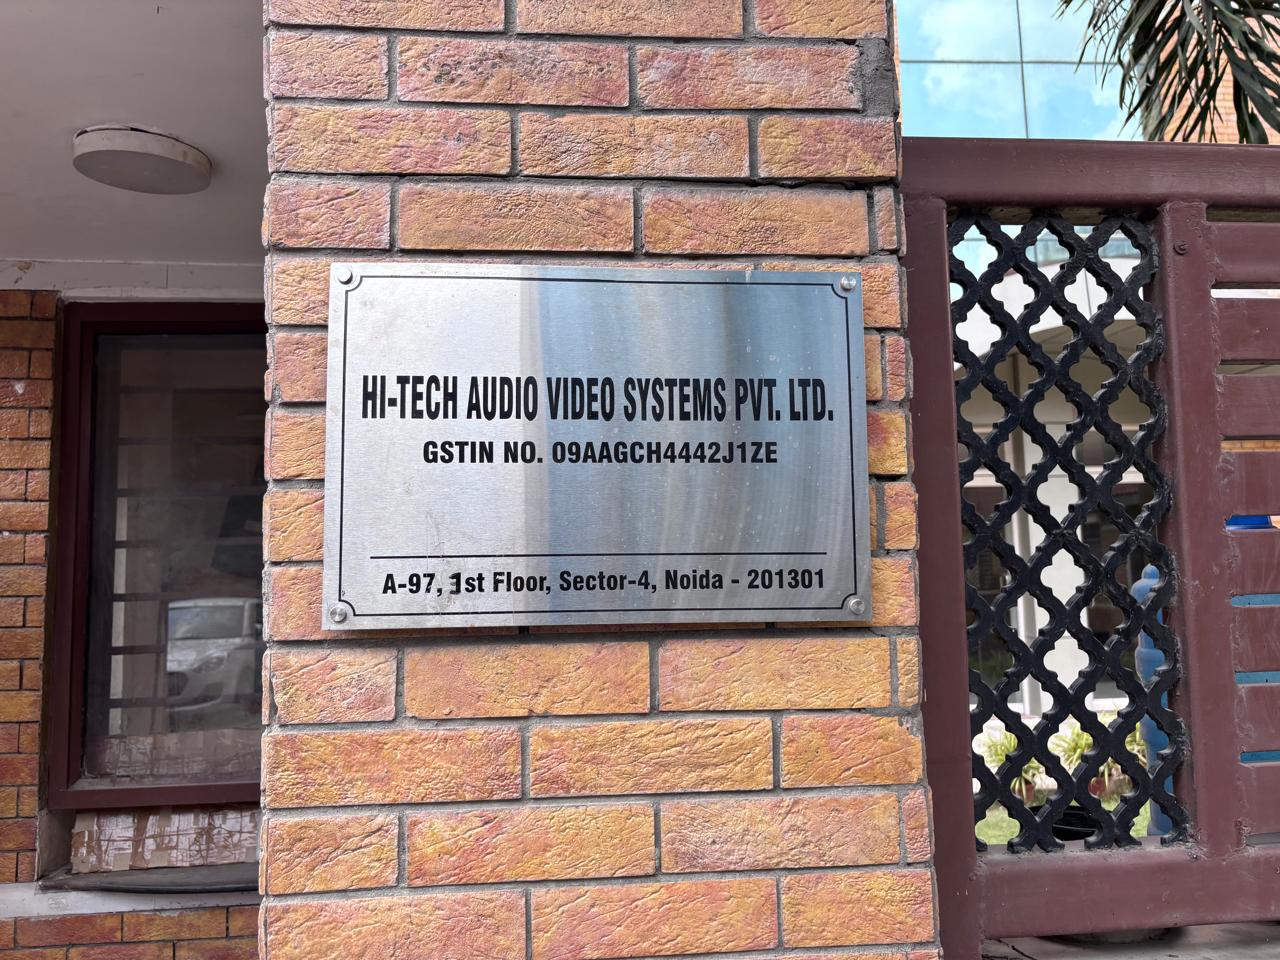 HI-TECH AUDIO VIDEO SYSTEMS PVT. LTD.
GSTIN NO. 09AAGCH4442J1ZE
A-97, 1st Floor, Sector-4, Noida - 201301